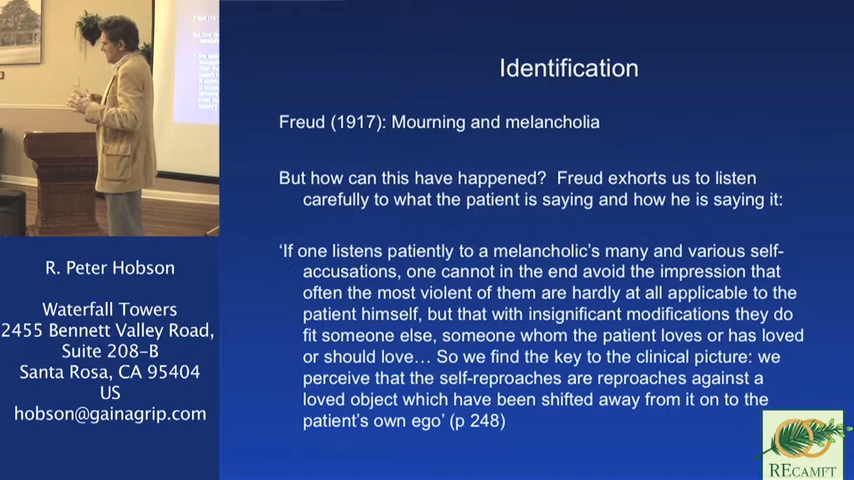 Identification
Freud (1917): Mourning and melancholia
But how can this have happened?  Freud exhorts us to listen
carefully to what the patient is saying and how he is saying it:
‘If one listens patiently to a melancholic’s many and various self-
accusations, one cannot in the end avoid the impression that
often the most violent of them are hardly at all applicable to the
patient himself, but that with insignificant modifications they do
fit someone else, someone whom the patient loves or has loved
or should love… So we find the key to the clinical picture: we
perceive that the self-reproaches are reproaches against a
loved object which have been shifted away from it on to the
patient’s own ego’ (p 248)
R. Peter Hobson
Waterfall Towers
2455 Bennett Valley Road,
Suite 208-B
Santa Rosa, CA 95404
US
hobson@gainagrip.com
RECAMFT